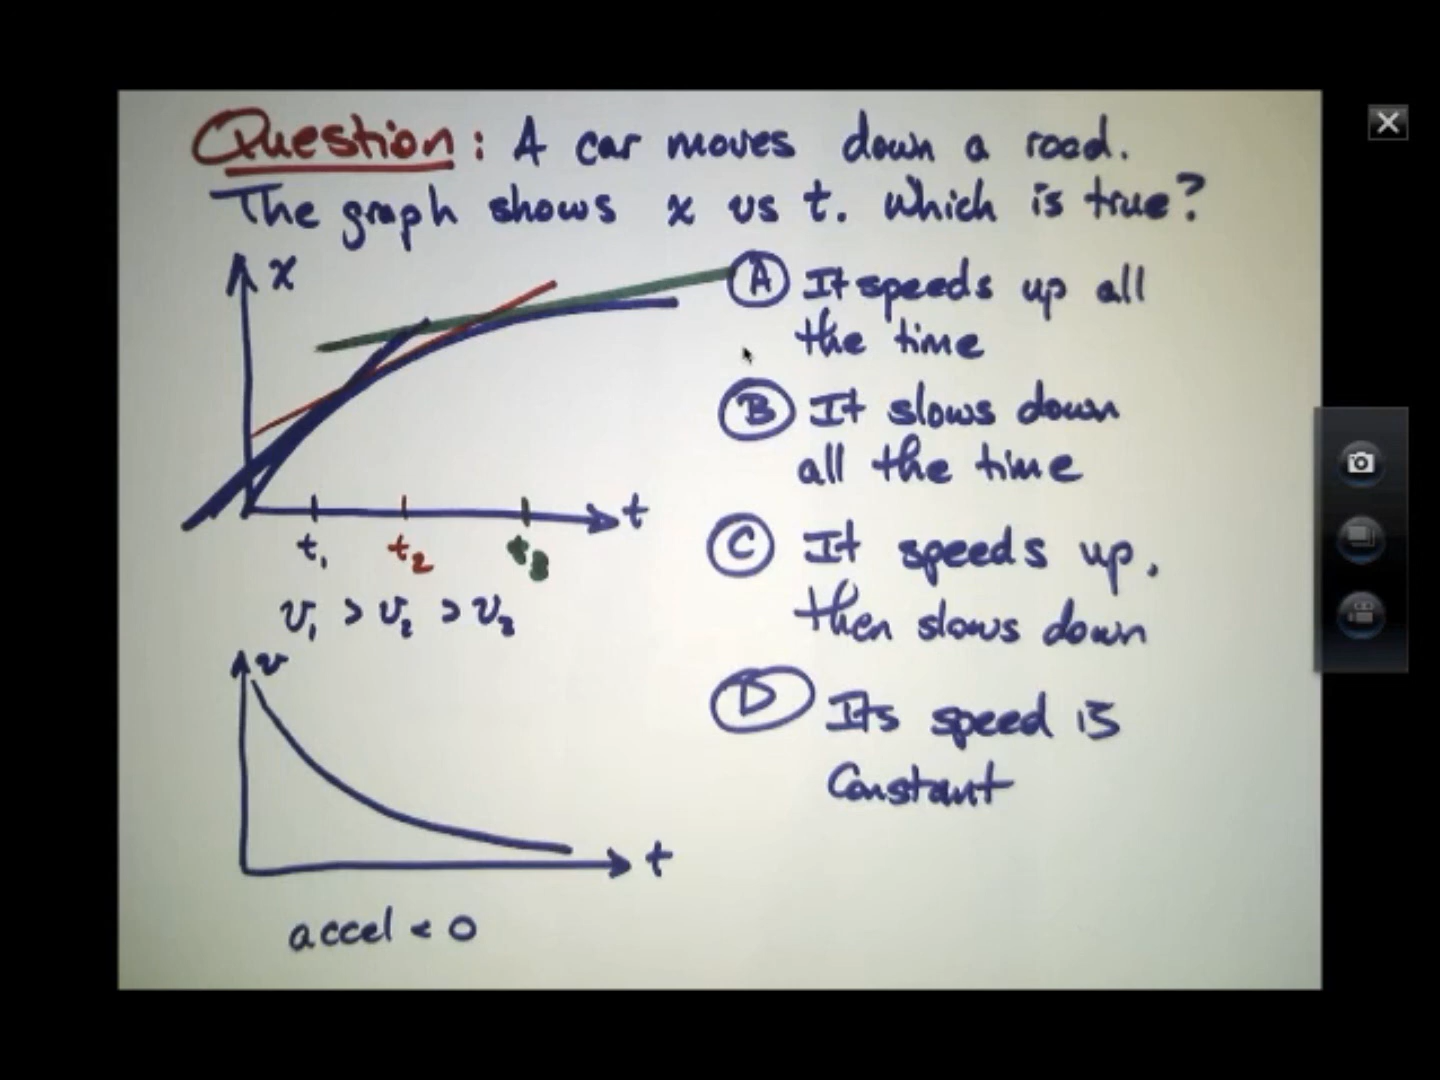 Question: A car moves down a road.
The graph shows x vs t. Which is true?
x
t
t₁ t₂ t₃
v₁ > v₂ > v₃
v
t
accel < 0
A It speeds up all
the time
B It slows down
all the time
C It speeds up,
then slows down
D Its speed is
Constant